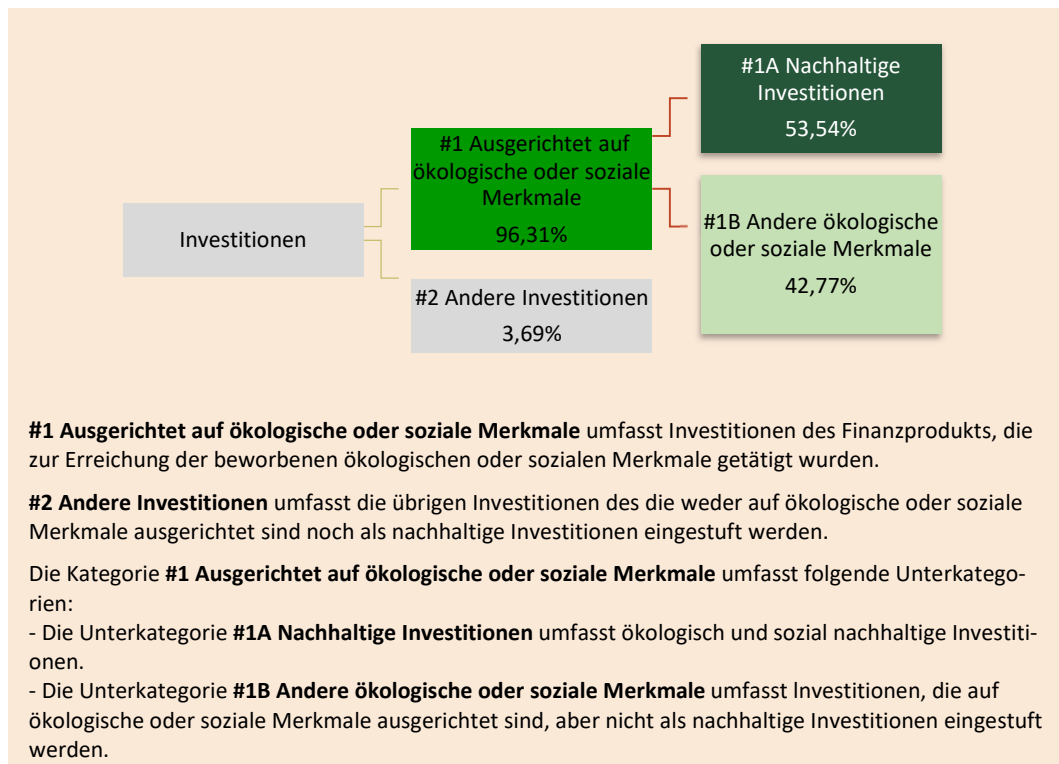 #1A Nachhaltige
Investitionen
53,54%
#1 Ausgerichtet auf
ökologische oder soziale
Merkmale
96,31%
Investitionen
#1B Andere ökologische
oder soziale Merkmale
42,77%
#2 Andere Investitionen
3,69%
#1 Ausgerichtet auf ökologische oder soziale Merkmale umfasst Investitionen des Finanzprodukts, die
zur Erreichung der beworbenen ökologischen oder sozialen Merkmale getätigt wurden.
#2 Andere Investitionen umfasst die übrigen Investitionen des die weder auf ökologische oder soziale
Merkmale ausgerichtet sind noch als nachhaltige Investitionen eingestuft werden.
Die Kategorie #1 Ausgerichtet auf ökologische oder soziale Merkmale umfasst folgende Unterkatego-
rien:
- Die Unterkategorie #1A Nachhaltige Investitionen umfasst ökologisch und sozial nachhaltige Investiti-
onen.
- Die Unterkategorie #1B Andere ökologische oder soziale Merkmale umfasst lnvestitionen, die auf
ökologische oder soziale Merkmale ausgerichtet sind, aber nicht als nachhaltige Investitionen eingestuft
werden.